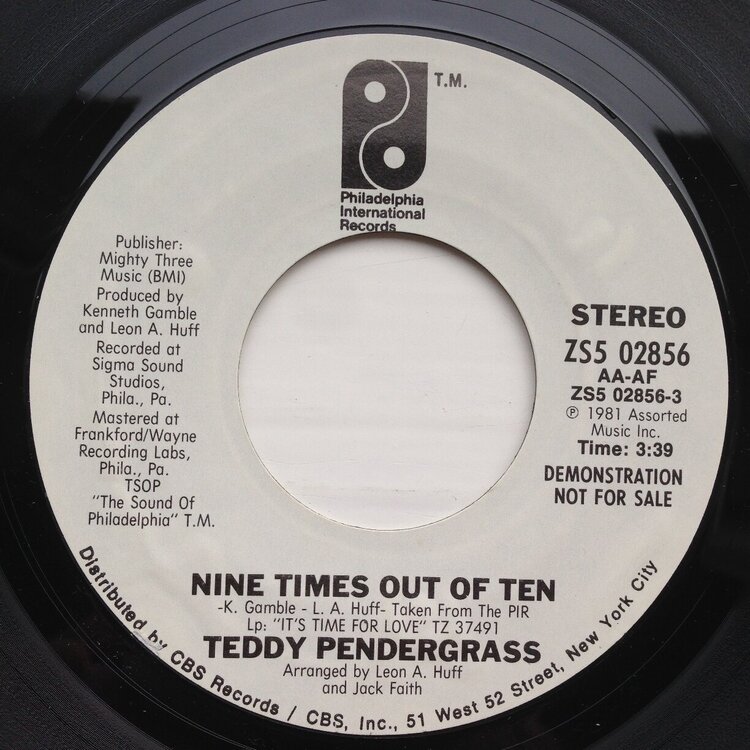 T.M.
Philadelphia
International
Records
Publisher:
Mighty Three
Music (BMI)
Produced by
Kenneth Gamble
and Leon A. Huff
Recorded at
Sigma Sound
Studios,
Phila., Pa.
Mastered at
Frankford/Wayne
Recording Labs,
Phila., Pa.
TSOP
"The Sound Of
Philadelphia" T.M.
STEREO
ZS5 02856
AA-AF
ZS5 02856-3
℗ 1981 Assorted
Music Inc.
Time: 3:39
DEMONSTRATION
NOT FOR SALE
NINE TIMES OUT OF TEN
-K. Gamble - L. A. Huff- Taken From The PIR
Lp: "IT'S TIME FOR LOVE" TZ 37491
TEDDY PENDERGRASS
Arranged by Leon A. Huff
and Jack Faith
Distributed by CBS Records / CBS, Inc., 51 West 52 Street, New York City